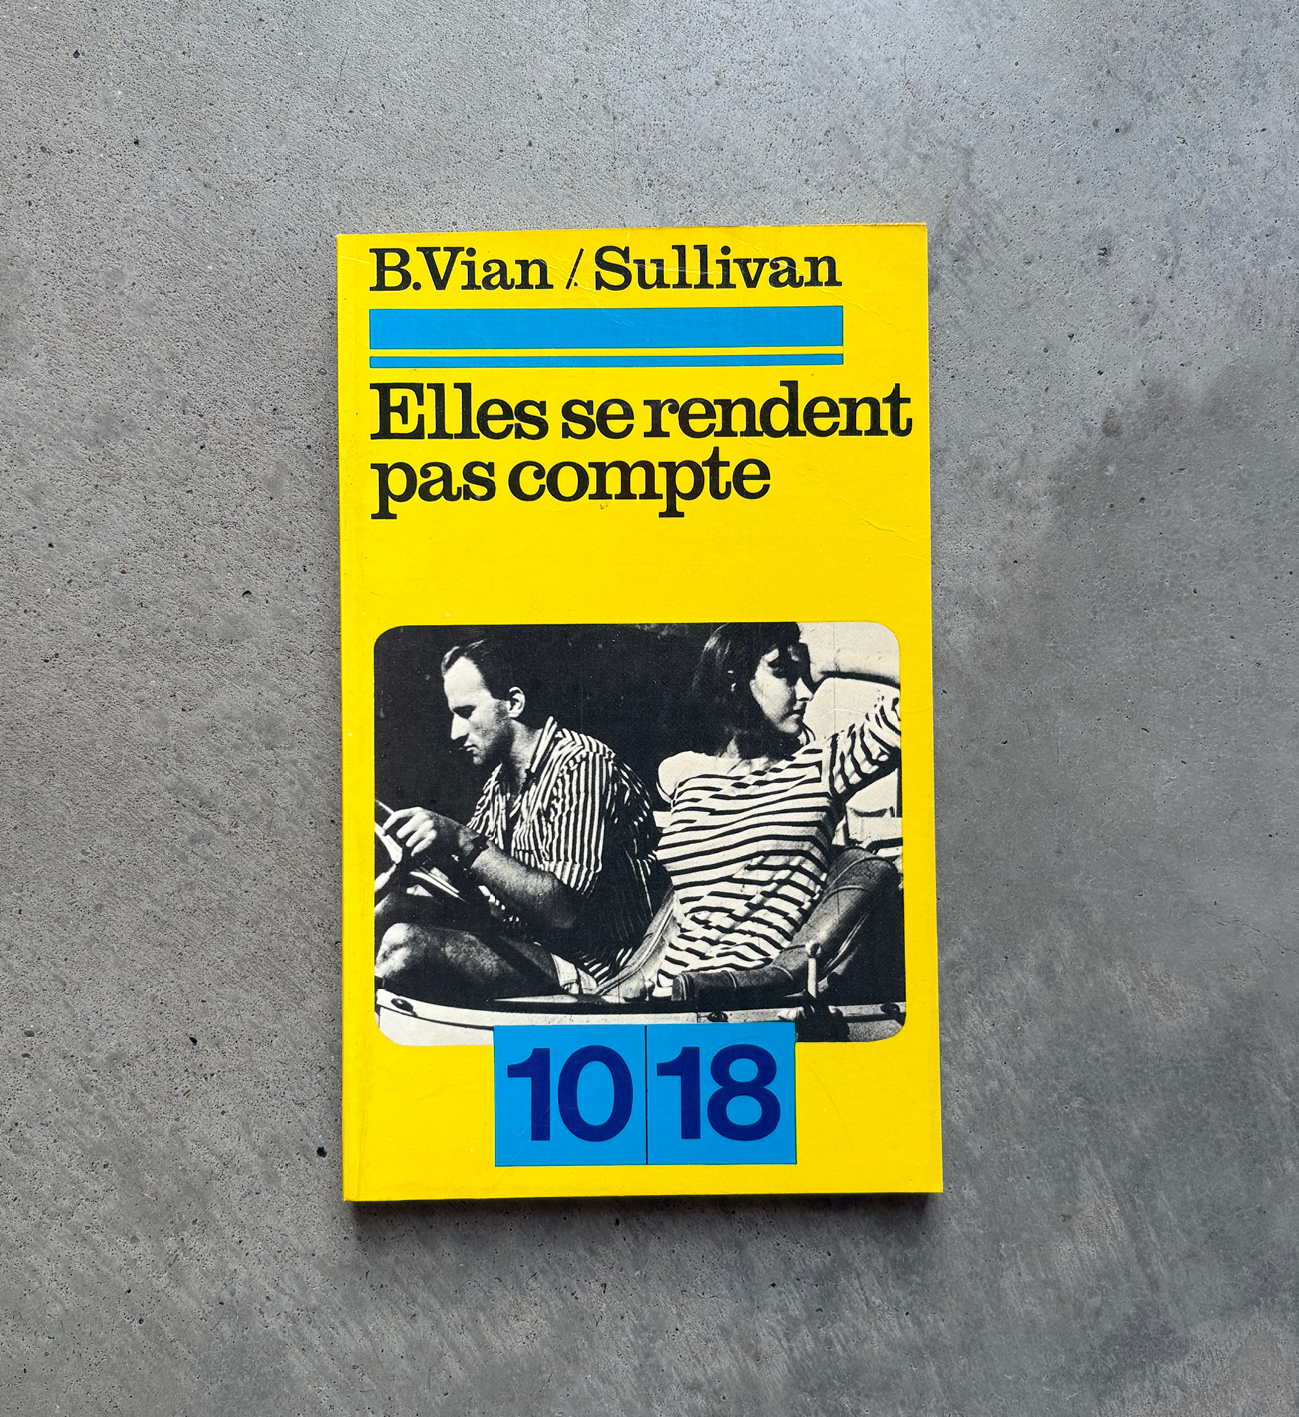 B.Vian / Sullivan
Elles se rendent
pas compte
10 18